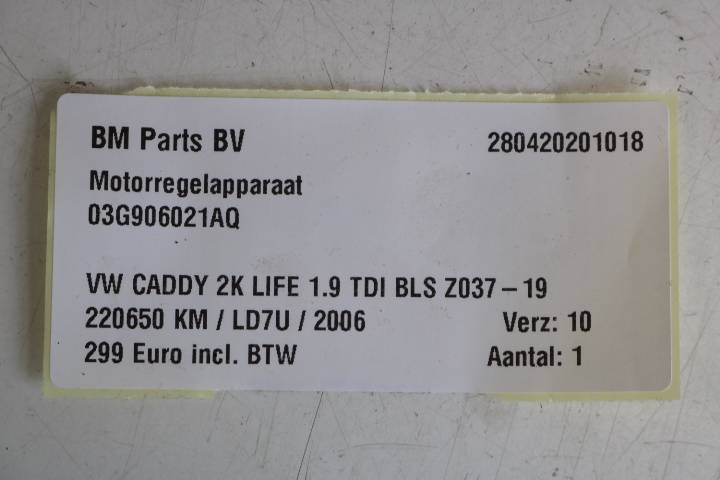 BM Parts BV 280420201018
Motorregelapparaat
03G906021AQ
VW CADDY 2K LIFE 1.9 TDI BLS Z037 – 19
220650 KM / LD7U / 2006 Verz: 10
299 Euro incl. BTW Aantal: 1